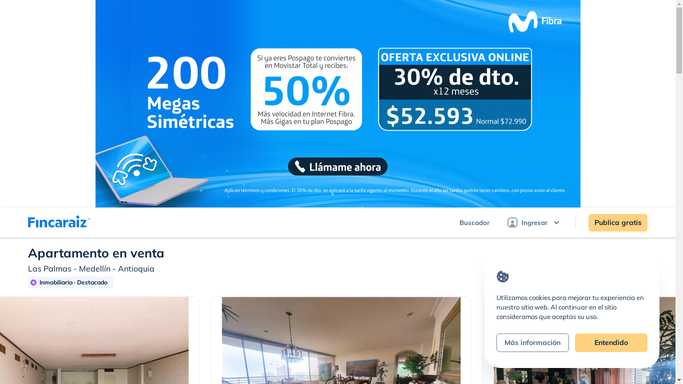 Fibra
200
Megas
Simétricas
Si ya eres Pospago te conviertes
en Movistar Total y recibes.
50%
Más velocidad en Internet Fibra.
Más Gigas en tu plan Pospago
OFERTA EXCLUSIVA ONLINE
30% de dto.
x12 meses
$52.593 Normal $72.990
Llámame ahora
Fincaraiz
Buscador
Ingresar
Publica gratis
Apartamento en venta
Las Palmas - Medellín - Antioquia
Inmobiliaria - Destacado
Utilizamos cookies para mejorar tu experiencia en
nuestro sitio web. Al continuar en el sitio
consideramos que aceptas su uso.
Más información
Entendido